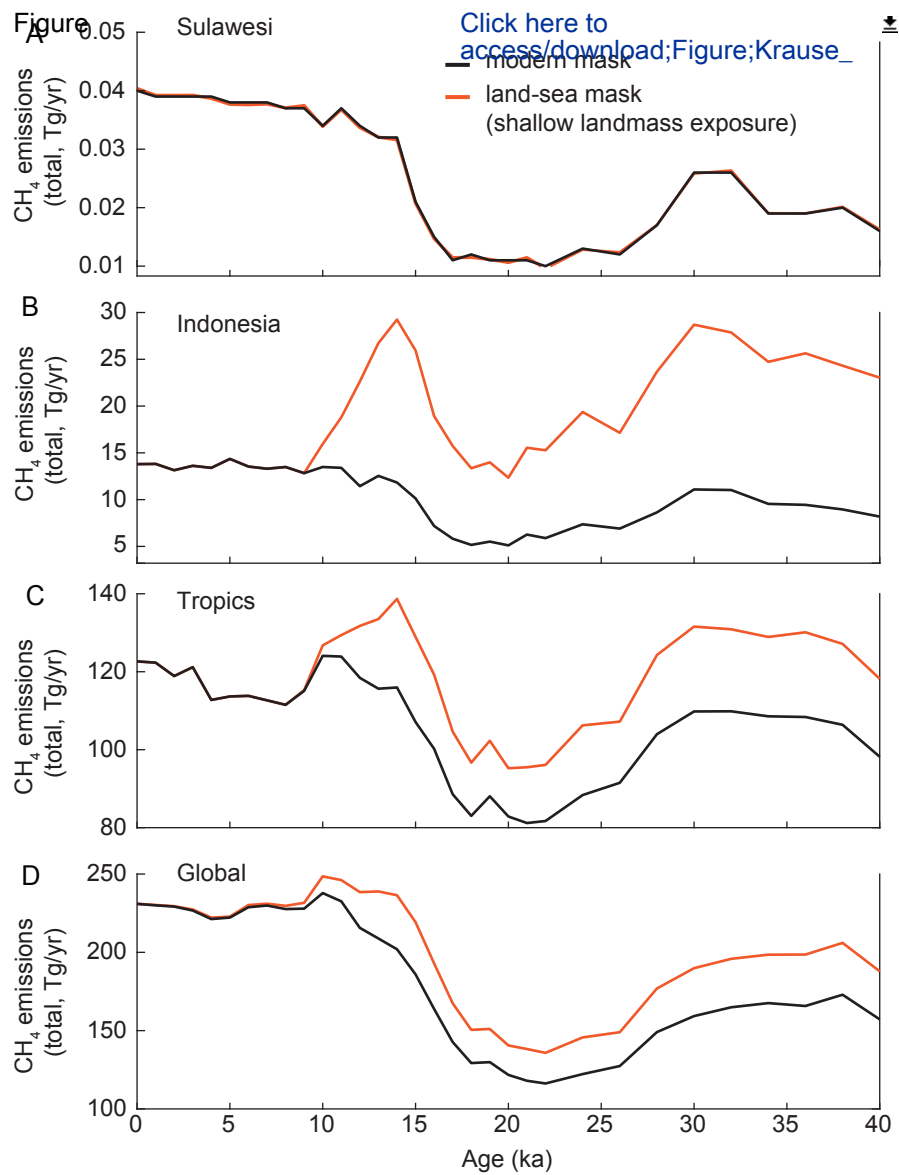 Figure
Click here to
access/download;Figure;Krause_
A
Sulawesi
modern mask
land-sea mask
(shallow landmass exposure)
CH4 emissions
(total, Tg/yr)
0.05
0.04
0.03
0.02
0.01
B
Indonesia
CH4 emissions
(total, Tg/yr)
30
25
20
15
10
5
C
Tropics
CH4 emissions
(total, Tg/yr)
140
120
100
80
D
Global
CH4 emissions
(total, Tg/yr)
250
200
150
100
0 5 10 15 20 25 30 35 40
Age (ka)